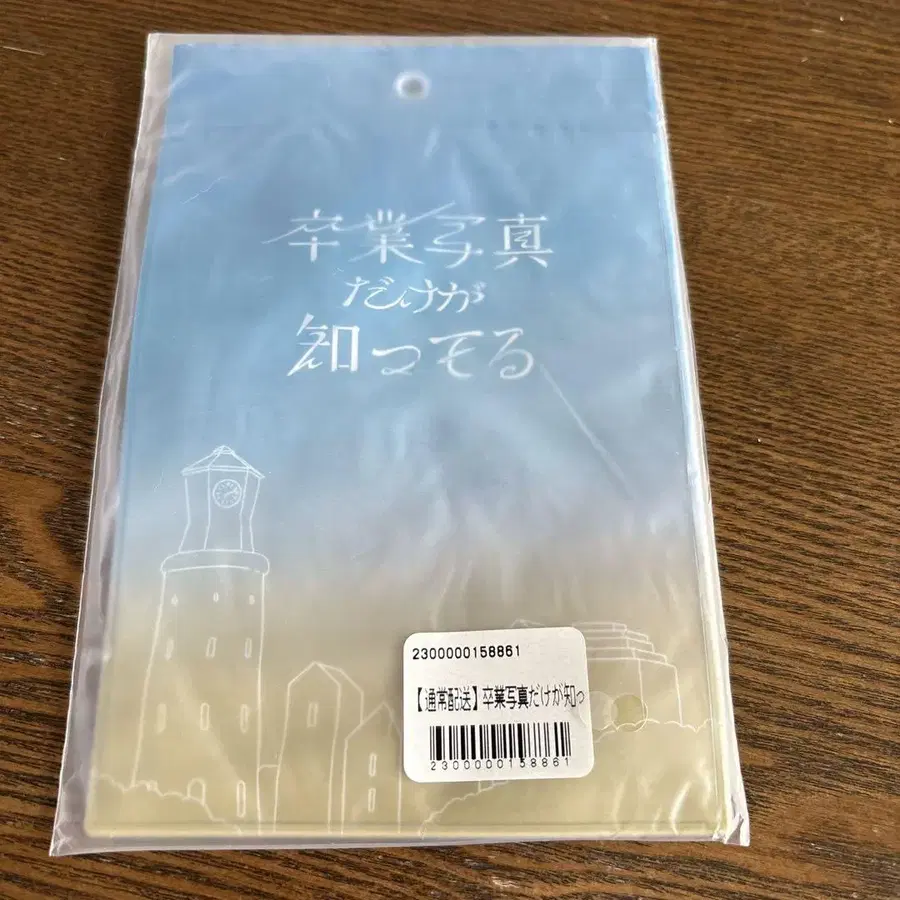 卒業写真
だけが
知ってる
2300000158861
【通常配送】卒業写真だけが知っ
2300000158861